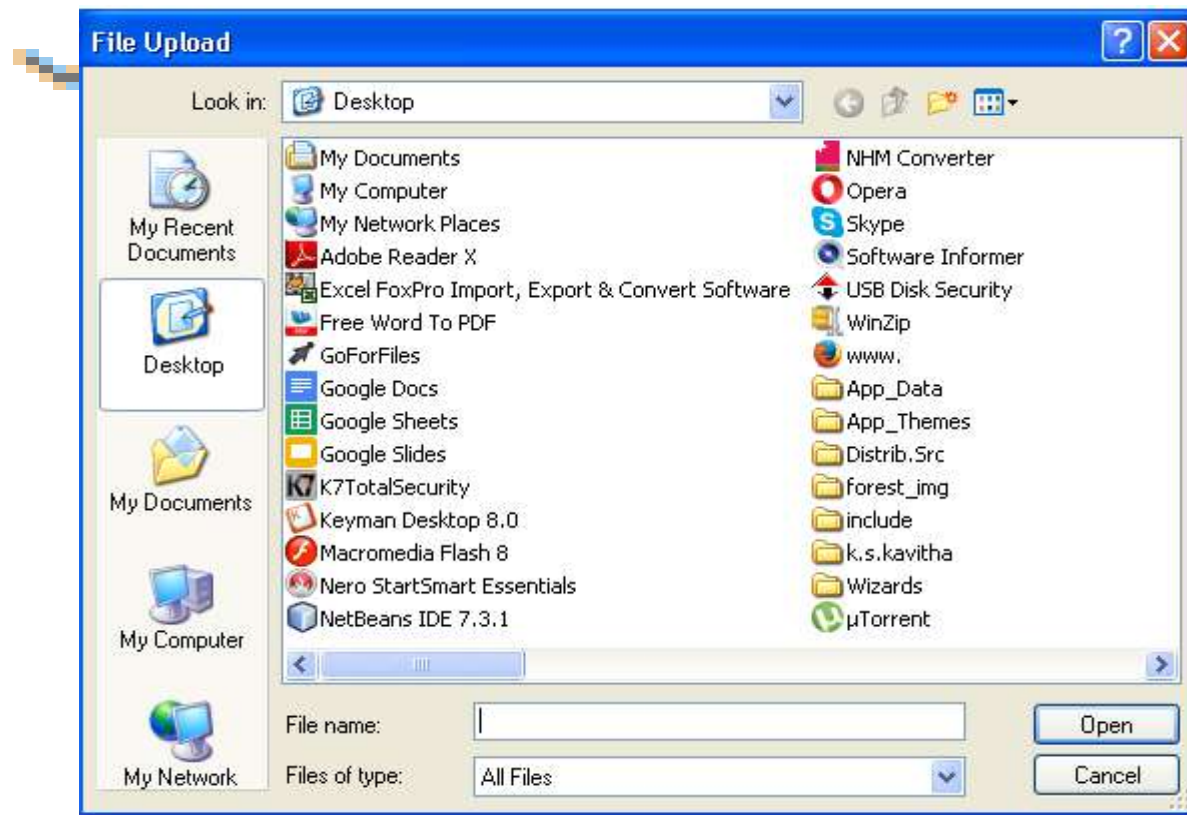 File Upload
Look in: Desktop
My Recent
Documents
Desktop
My Documents
My Computer
My Network
My Documents
My Computer
My Network Places
Adobe Reader X
Excel FoxPro Import, Export & Convert Software
Free Word To PDF
GoForFiles
Google Docs
Google Sheets
Google Slides
K7TotalSecurity
Keyman Desktop 8.0
Macromedia Flash 8
Nero StartSmart Essentials
NetBeans IDE 7.3.1
NHM Converter
Opera
Skype
Software Informer
USB Disk Security
WinZip
www.
App_Data
App_Themes
Distrib.Src
forest_img
include
k.s.kavitha
Wizards
µTorrent
File name:
Open
Files of type: All Files
Cancel